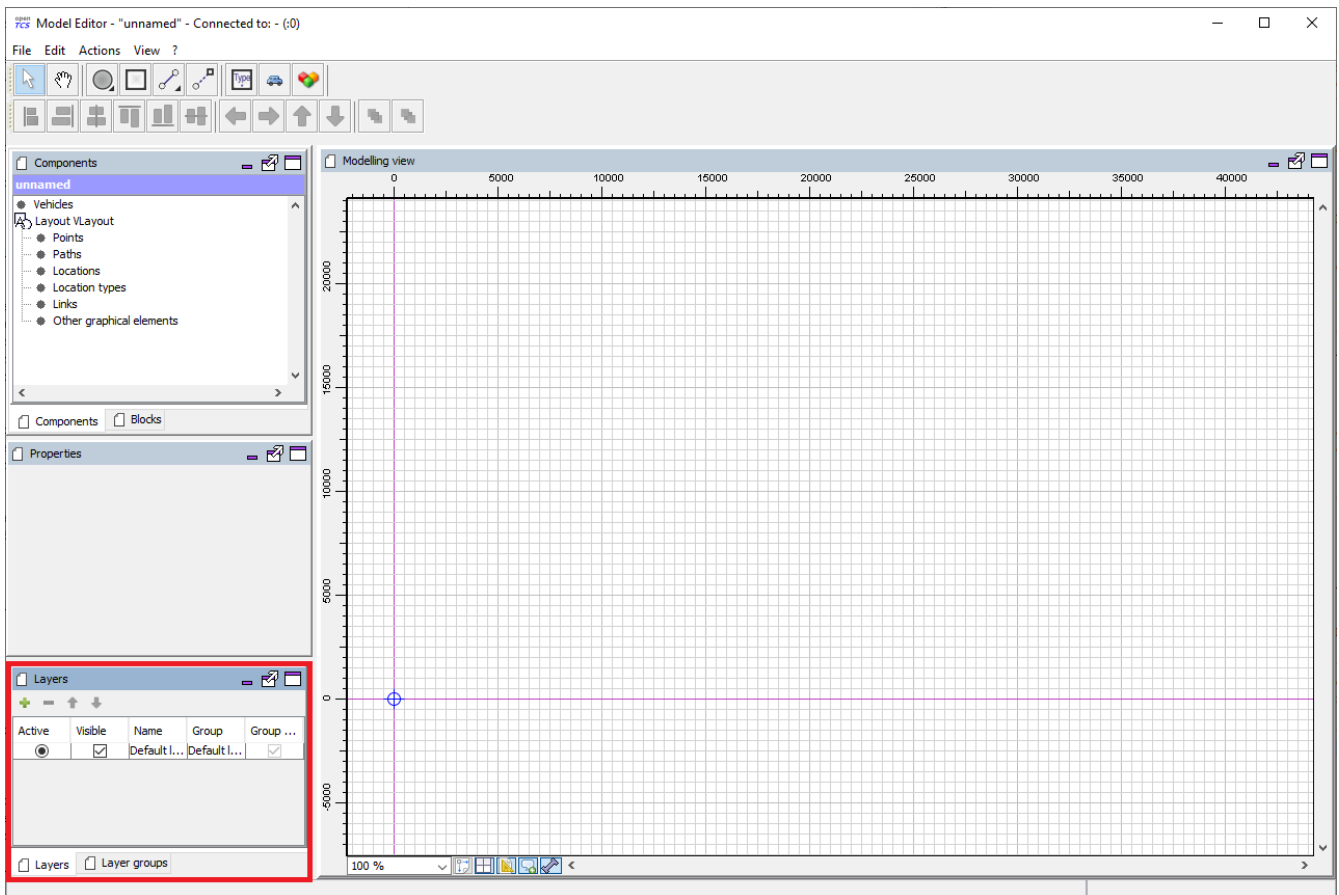 open TCS Model Editor - "unnamed" - Connected to: - (:0)
File Edit Actions View ?
Type
Components
unnamed
Vehicles
Layout VLayout
Points
Paths
Locations
Location types
Links
Other graphical elements
Components Blocks
Properties
Layers
Active Visible Name Group Group ...
Default l... Default l...
Layers Layer groups
Modelling view
0 5000 10000 15000 20000 25000 30000 35000 40000
20000
15000
10000
5000
0
-5000
100 %